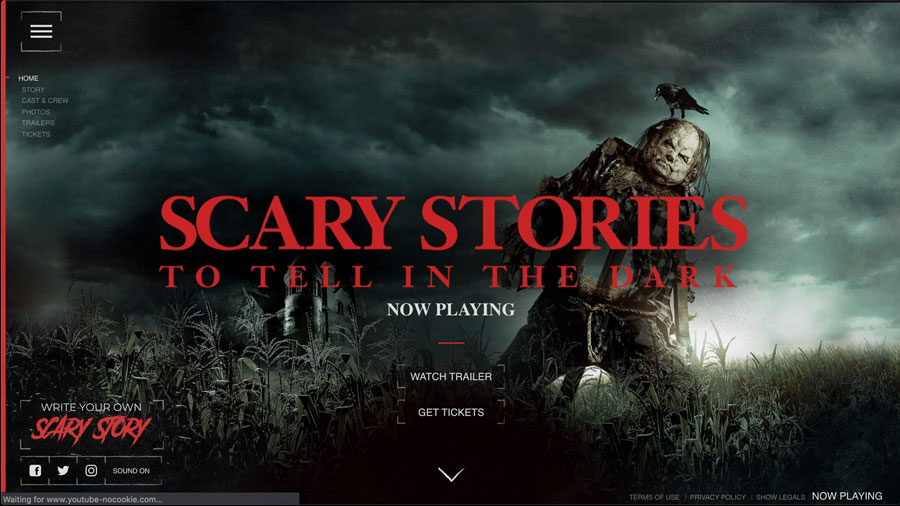 HOME
STORY
CAST & CREW
PHOTOS
TRAILERS
TICKETS
SCARY STORIES
TO TELL IN THE DARK
NOW PLAYING
WATCH TRAILER
GET TICKETS
WRITE YOUR OWN
SCARY STORY
SOUND ON
Waiting for www.youtube-nocookie.com...
TERMS OF USE | PRIVACY POLICY | SHOW LEGALS NOW PLAYING